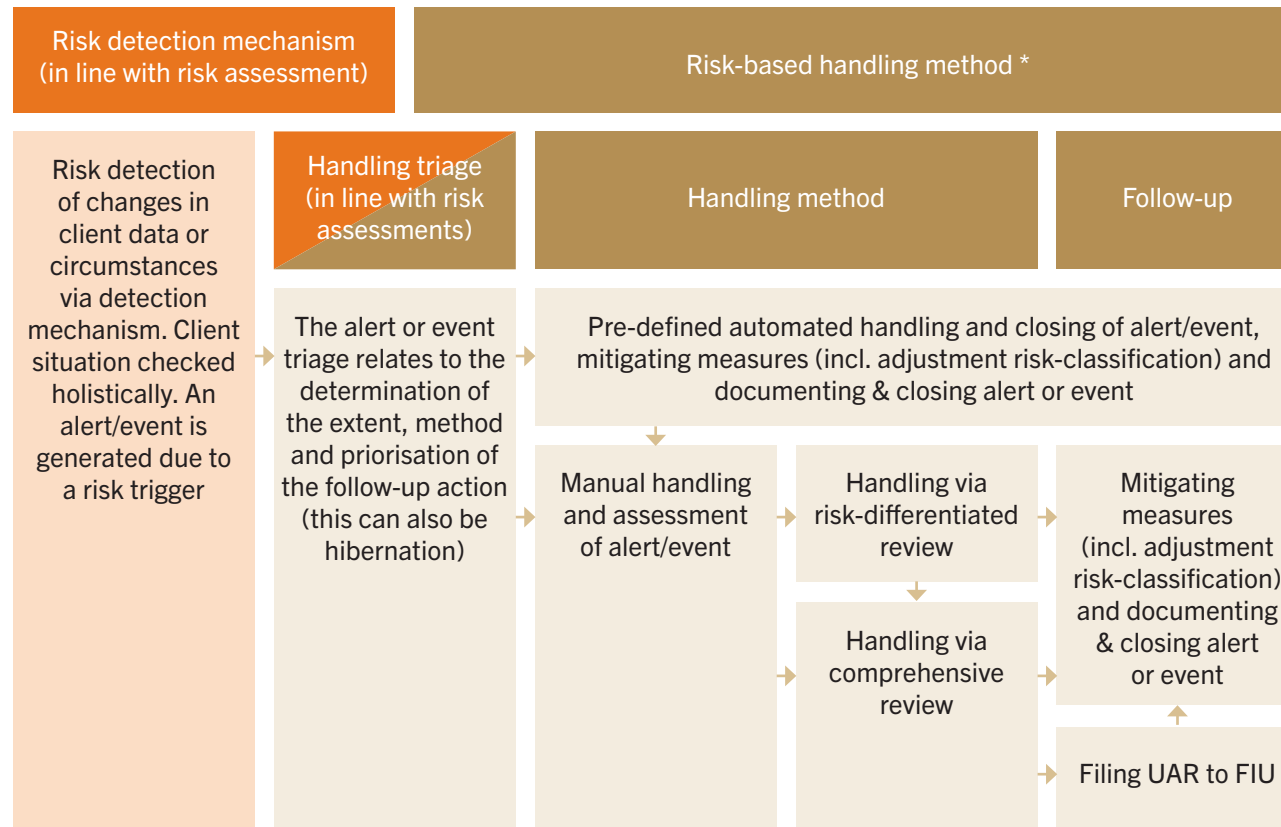 Risk detection mechanism
(in line with risk assessment)
Risk-based handling method *
Risk detection
of changes in
client data or
circumstances
via detection
mechanism. Client
situation checked
holistically. An
alert/event is
generated due to
a risk trigger
Handling triage
(in line with risk
assessments)
Handling method
Follow-up
The alert or event
triage relates to the
determination of
the extent, method
and priorisation of
the follow-up action
(this can also be
hibernation)
Pre-defined automated handling and closing of alert/event,
mitigating measures (incl. adjustment risk-classification) and
documenting & closing alert or event
Manual handling
and assessment
of alert/event
Handling via
risk-differentiated
review
Handling via
comprehensive
review
Mitigating
measures
(incl. adjustment
risk-classification)
and documenting
& closing alert
or event
Filing UAR to FIU